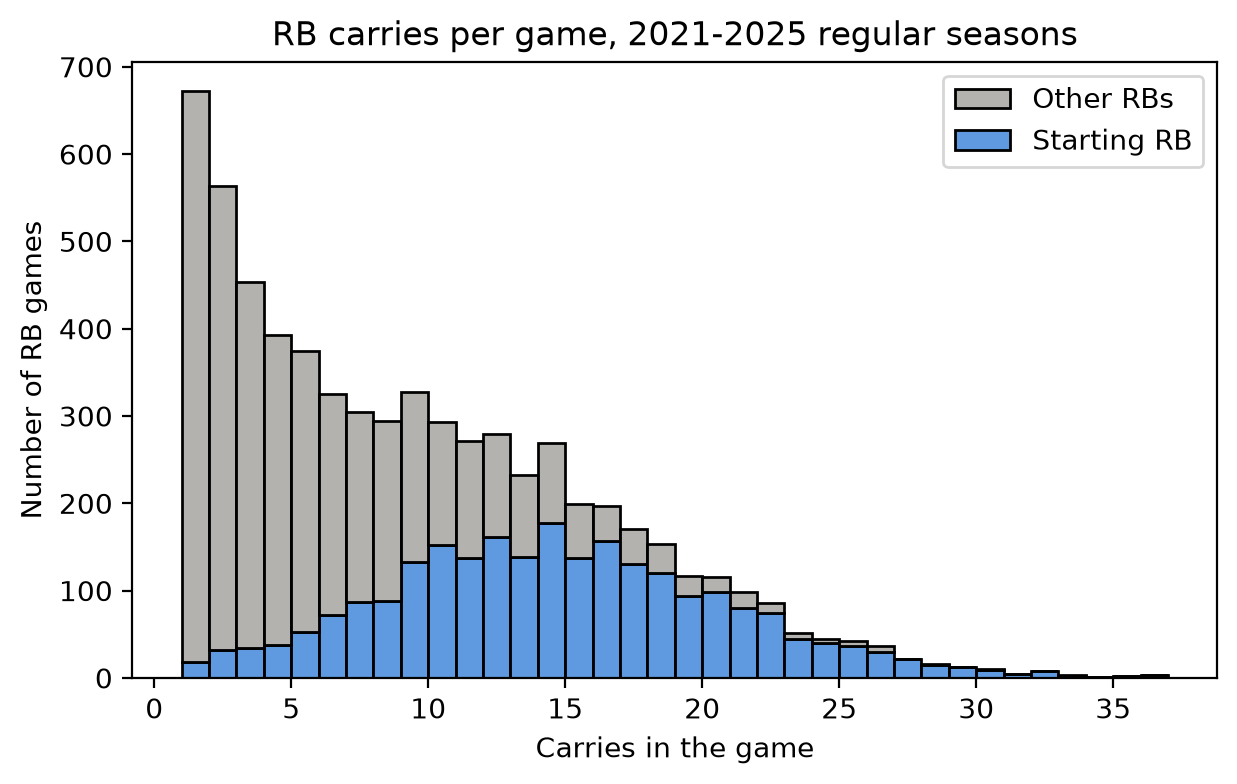 RB carries per game, 2021-2025 regular seasons
Other RBs
Starting RB
Number of RB games
700
600
500
400
300
200
100
0
0 5 10 15 20 25 30 35
Carries in the game